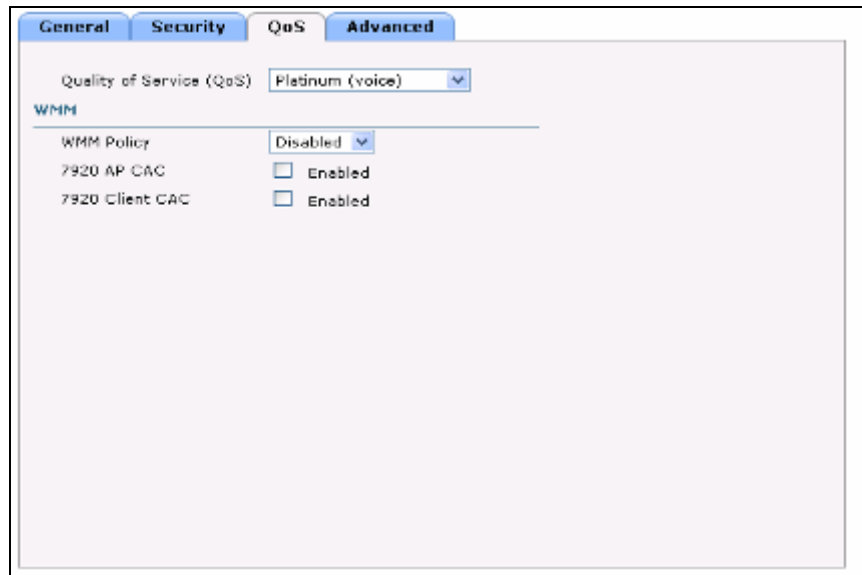 General Security QoS Advanced
Quality of Service (QoS) Platinum (voice)
WMM
WMM Policy Disabled
7920 AP CAC Enabled
7920 Client CAC Enabled